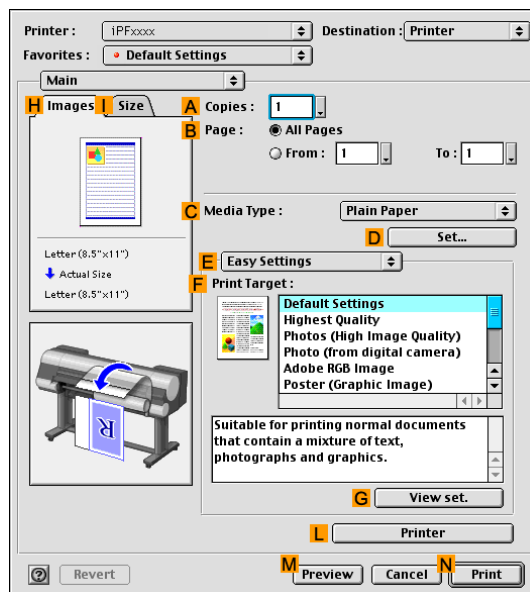 Printer : iPFxxxx Destination : Printer
Favorites : Default Settings
Main
H Images I Size
A Copies : 1
B Page : All Pages
From : 1 To : 1
C Media Type : Plain Paper
D Set...
Letter (8.5"x11")
Actual Size
Letter (8.5"x11")
E Easy Settings
F Print Target :
Default Settings
Highest Quality
Photos (High Image Quality)
Photo (from digital camera)
Adobe RGB Image
Poster (Graphic Image)
R
Suitable for printing normal documents
that contain a mixture of text,
photographs and graphics.
G View set.
L Printer
? Revert M Preview Cancel N Print